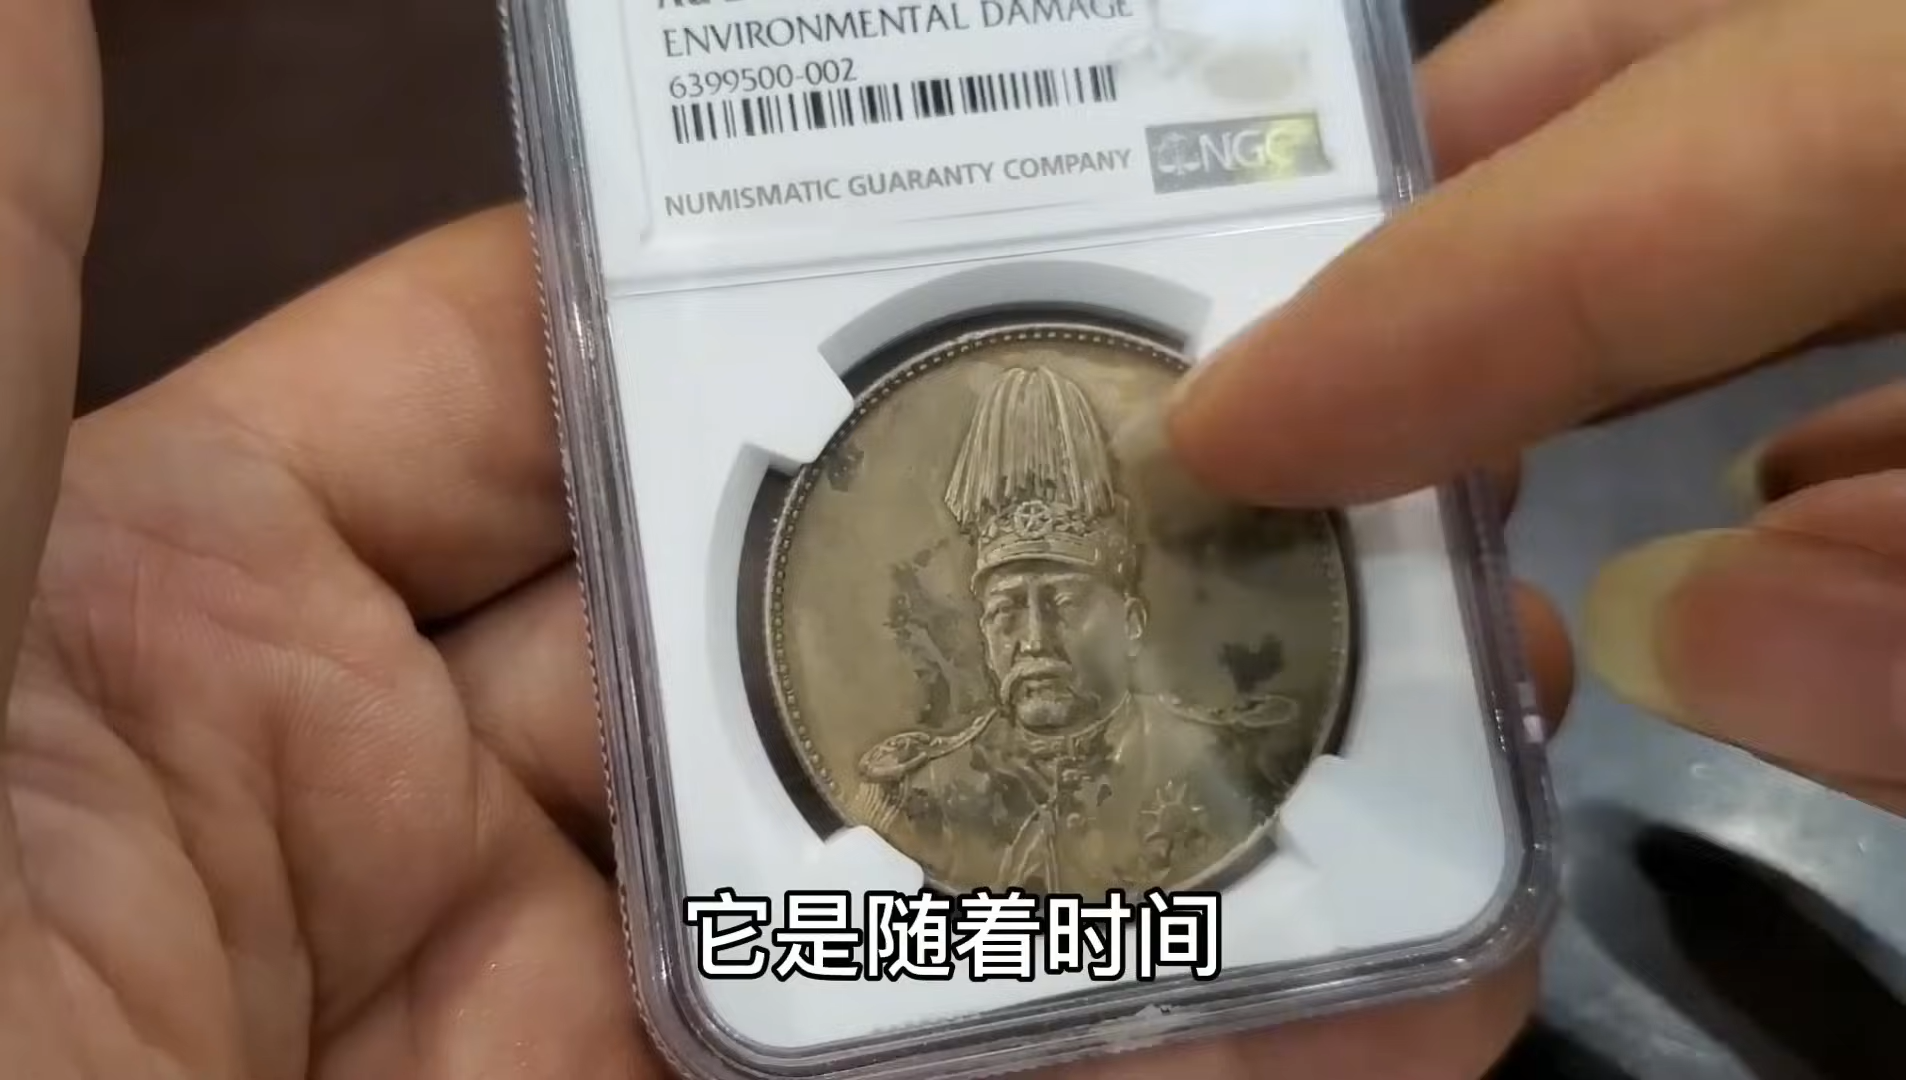 ENVIRONMENTAL DAMAGE
6399500-002
NUMISMATIC GUARANTY COMPANY
NGC
它是随着时间